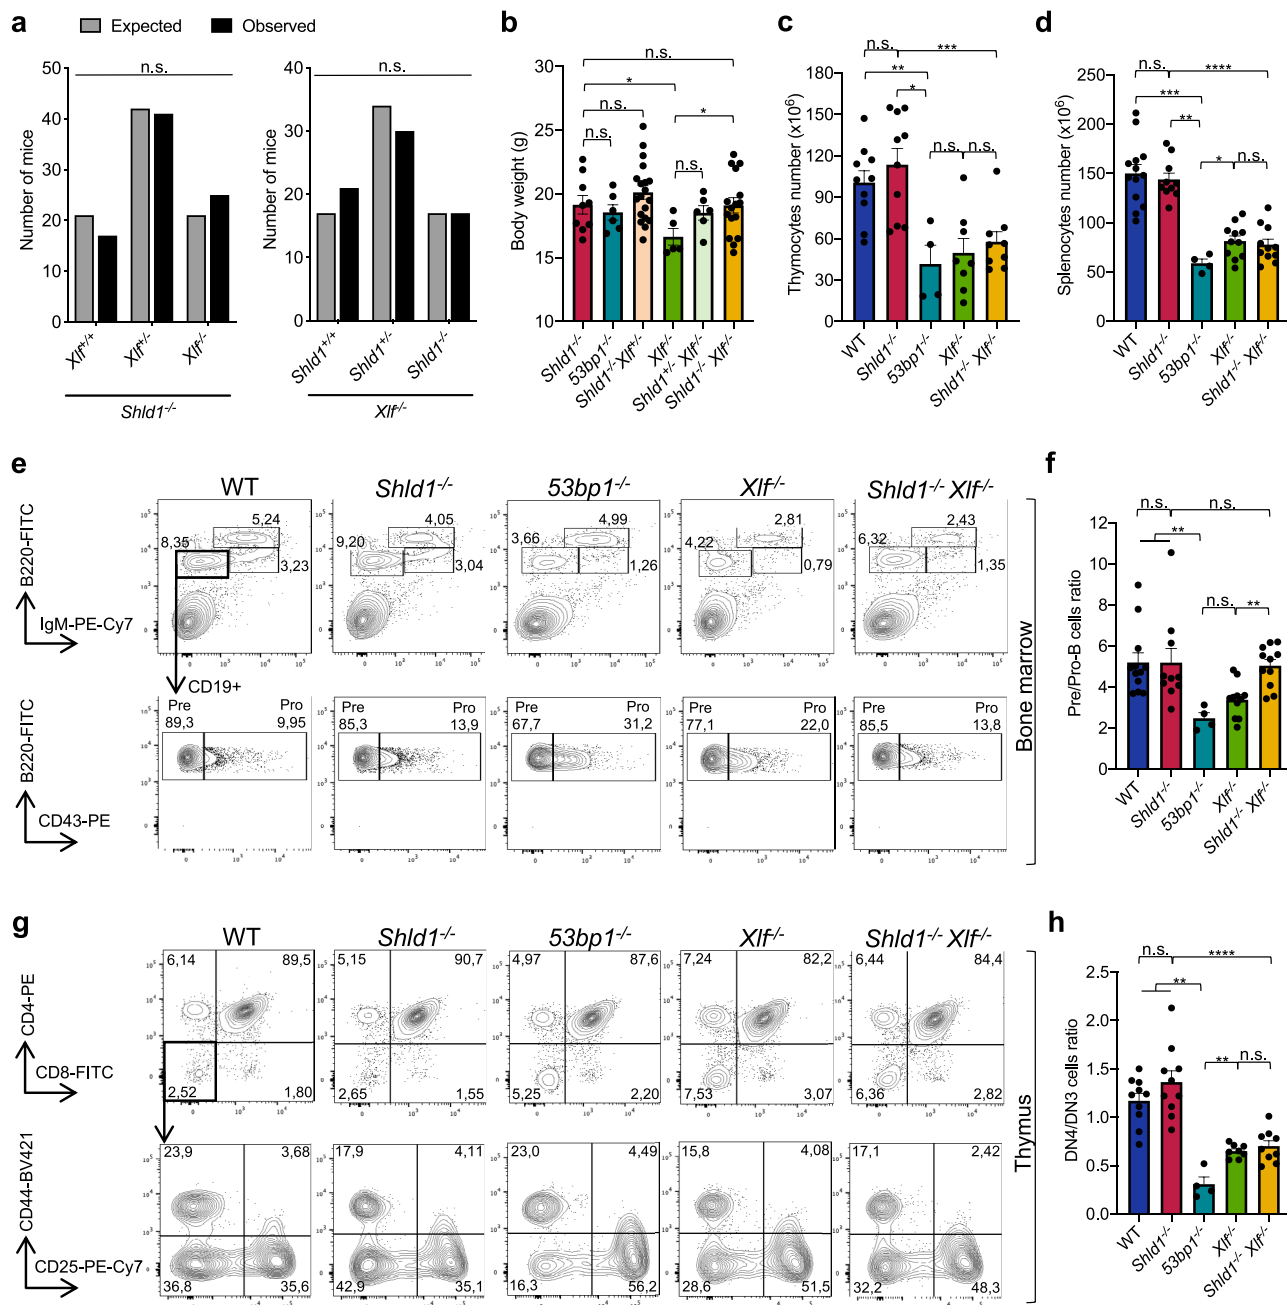 a
Expected
Observed
n.s.
Number of mice
50
40
30
20
10
0
Xlf+/+
Xlf+/-
Xlf-/-
Shld1-/-
n.s.
Number of mice
40
30
20
10
0
Shld1+/+
Shld1+/-
Shld1-/-
Xlf-/-
b
n.s.
*
n.s.
*
n.s.
n.s.
Body weight (g)
30
25
20
15
10
Shld1-/-
53bp1-/-
Shld1-/- Xlf+/-
Xlf-/-
Shld1+/- Xlf-/-
Shld1-/- Xlf-/-
c
n.s.
***
**
*
n.s.
n.s.
Thymocytes number (x10⁶)
180
150
120
90
60
30
0
WT
Shld1-/-
53bp1-/-
Xlf-/-
Shld1-/- Xlf-/-
d
n.s.
****
***
**
*
n.s.
Splenocytes number (x10⁶)
250
200
150
100
50
0
WT
Shld1-/-
53bp1-/-
Xlf-/-
Shld1-/- Xlf-/-
e
WT
Shld1-/-
53bp1-/-
Xlf-/-
Shld1-/- Xlf-/-
B220-FITC
IgM-PE-Cy7
5,24
8,35
3,23
4,05
9,20
3,04
4,99
3,66
1,26
2,81
4,22
0,79
2,43
6,32
1,35
CD19+
B220-FITC
CD43-PE
Pre Pro
89,3 9,95
Pre Pro
85,3 13,9
Pre Pro
67,7 31,2
Pre Pro
77,1 22,0
Pre Pro
85,5 13,8
Bone marrow
f
n.s.
n.s.
**
n.s.
**
Pre/Pro-B cells ratio
12
10
8
6
4
2
0
WT
Shld1-/-
53bp1-/-
Xlf-/-
Shld1-/- Xlf-/-
g
WT
Shld1-/-
53bp1-/-
Xlf-/-
Shld1-/- Xlf-/-
CD4-PE
CD8-FITC
6,14 89,5
2,52 1,80
5,15 90,7
2,65 1,55
4,97 87,6
5,25 2,20
7,24 82,2
7,53 3,07
6,44 84,4
6,36 2,82
CD44-BV421
CD25-PE-Cy7
23,9 3,68
36,8 35,6
17,9 4,11
42,9 35,1
23,0 4,49
16,3 56,2
15,8 4,08
28,6 51,5
17,1 2,42
32,2 48,3
Thymus
h
n.s.
****
**
**
n.s.
DN4/DN3 cells ratio
2.5
2.0
1.5
1.0
0.5
0.0
WT
Shld1-/-
53bp1-/-
Xlf-/-
Shld1-/- Xlf-/-